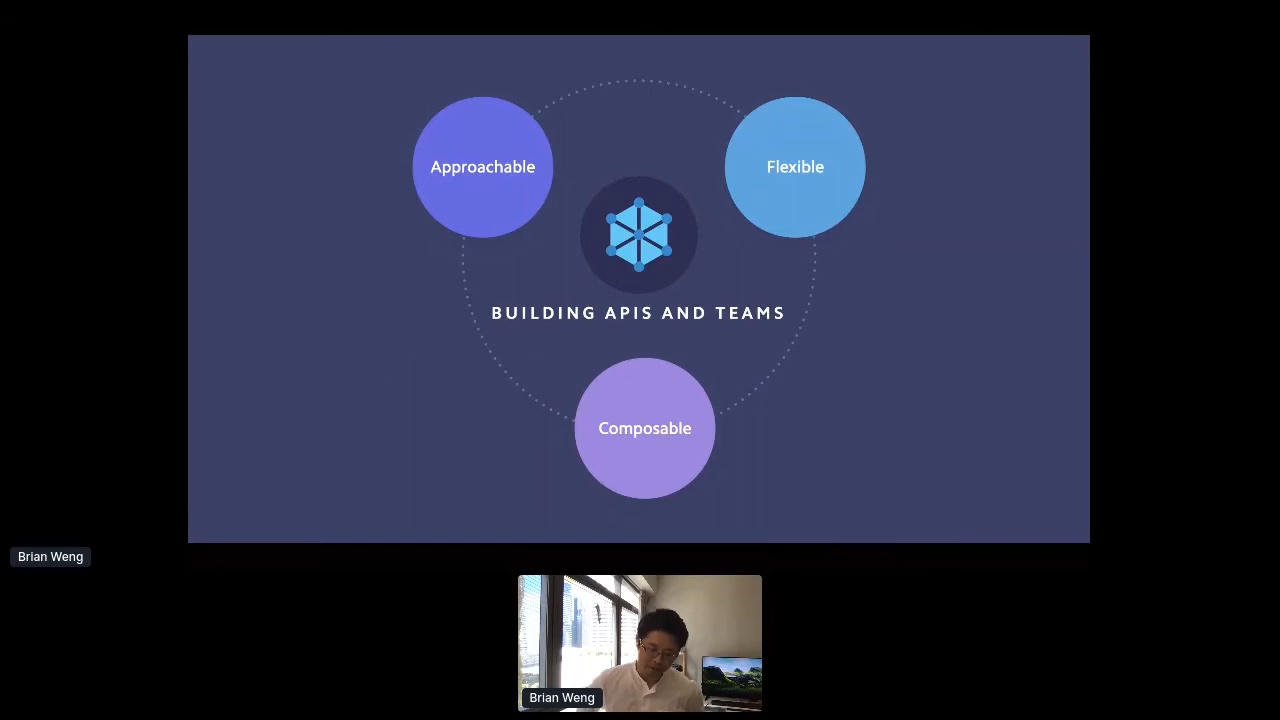 Approachable
Flexible
BUILDING APIS AND TEAMS
Composable
Brian Weng
Brian Weng